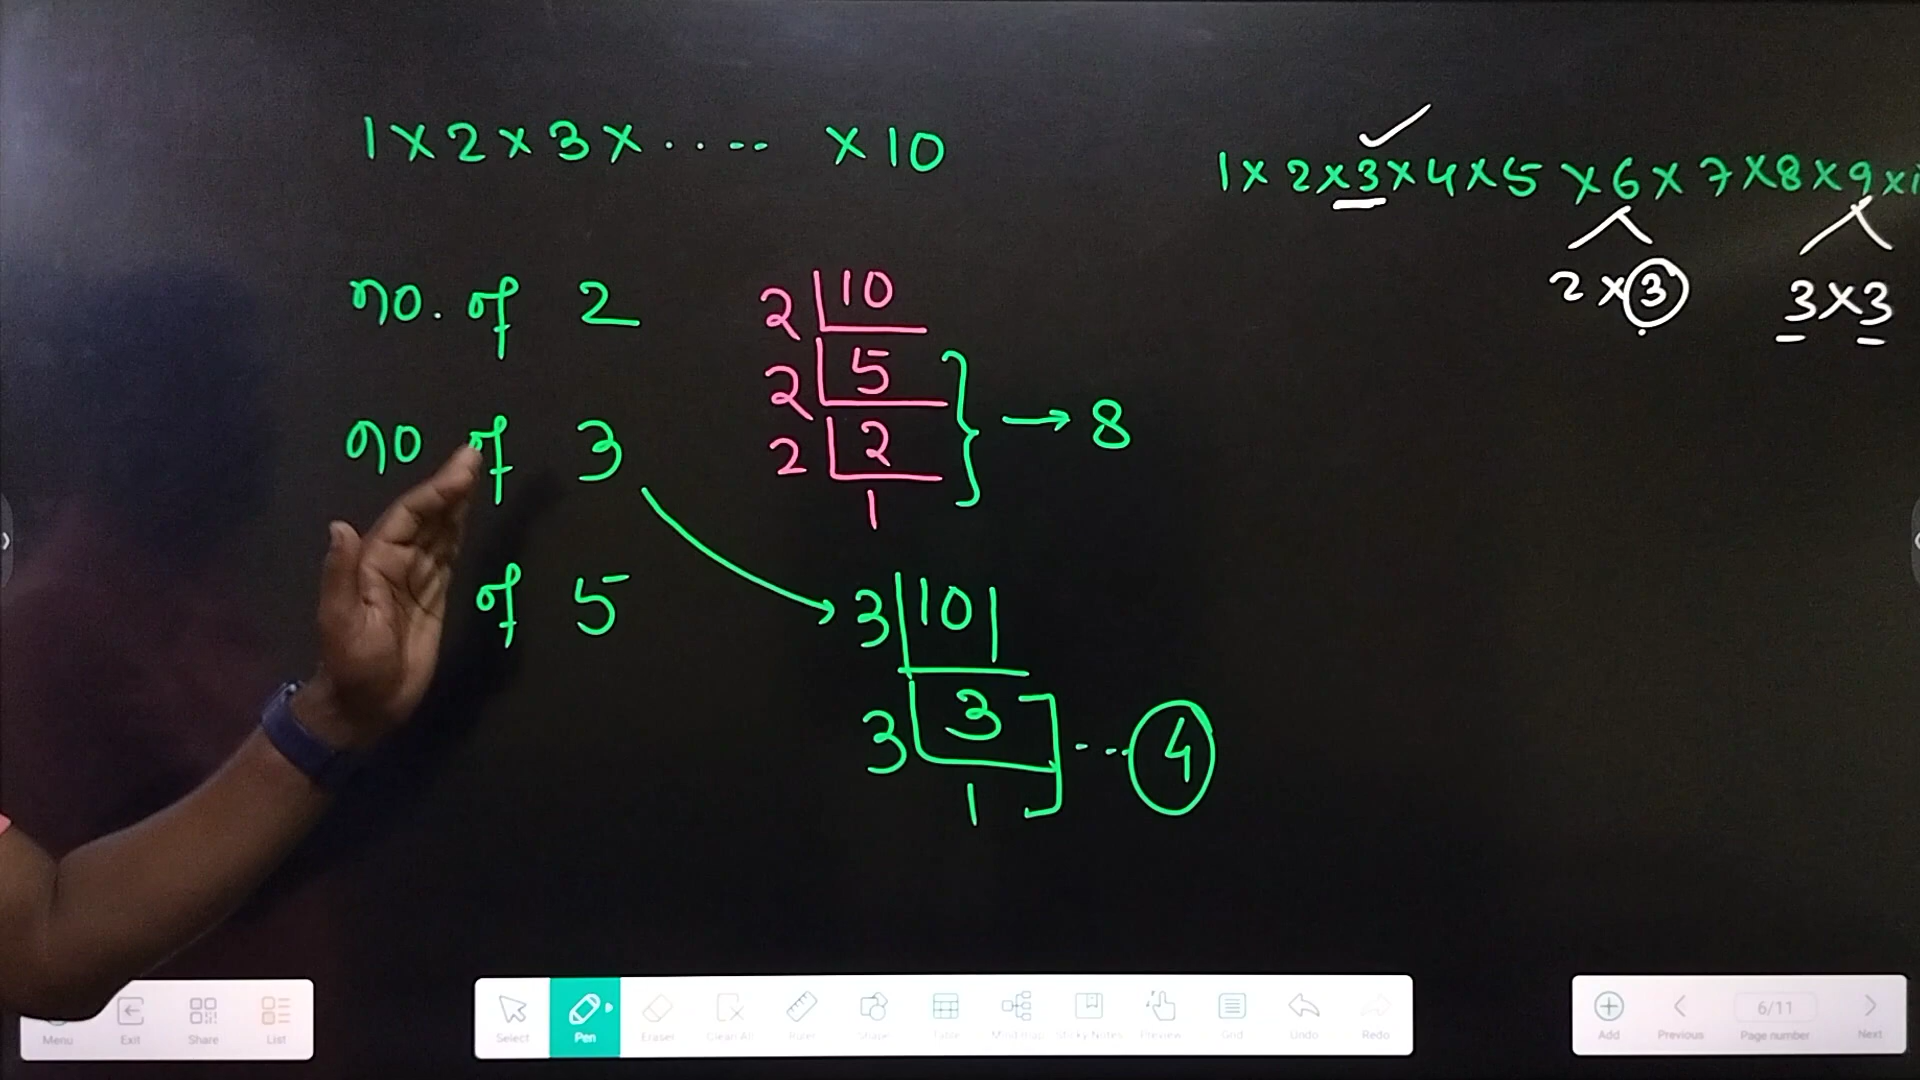 1 × 2 × 3 × ...... × 10
1 × 2 × 3 × 4 × 5 × 6 × 7 × 8 × 9 ×
2 × 3
3 × 3
no. of 2
2 | 10
2 | 5
2 | 2
1
→ 8
no of 3
of 5
3 | 10
3 | 3
1
4
Menu
Exit
Share
List
Select
Pen
Eraser
Clean All
Ruler
Shape
Table
Mind map
Sticky Notes
Preview
Grid
Undo
Redo
Add
Previous
6/11
Page number
Next